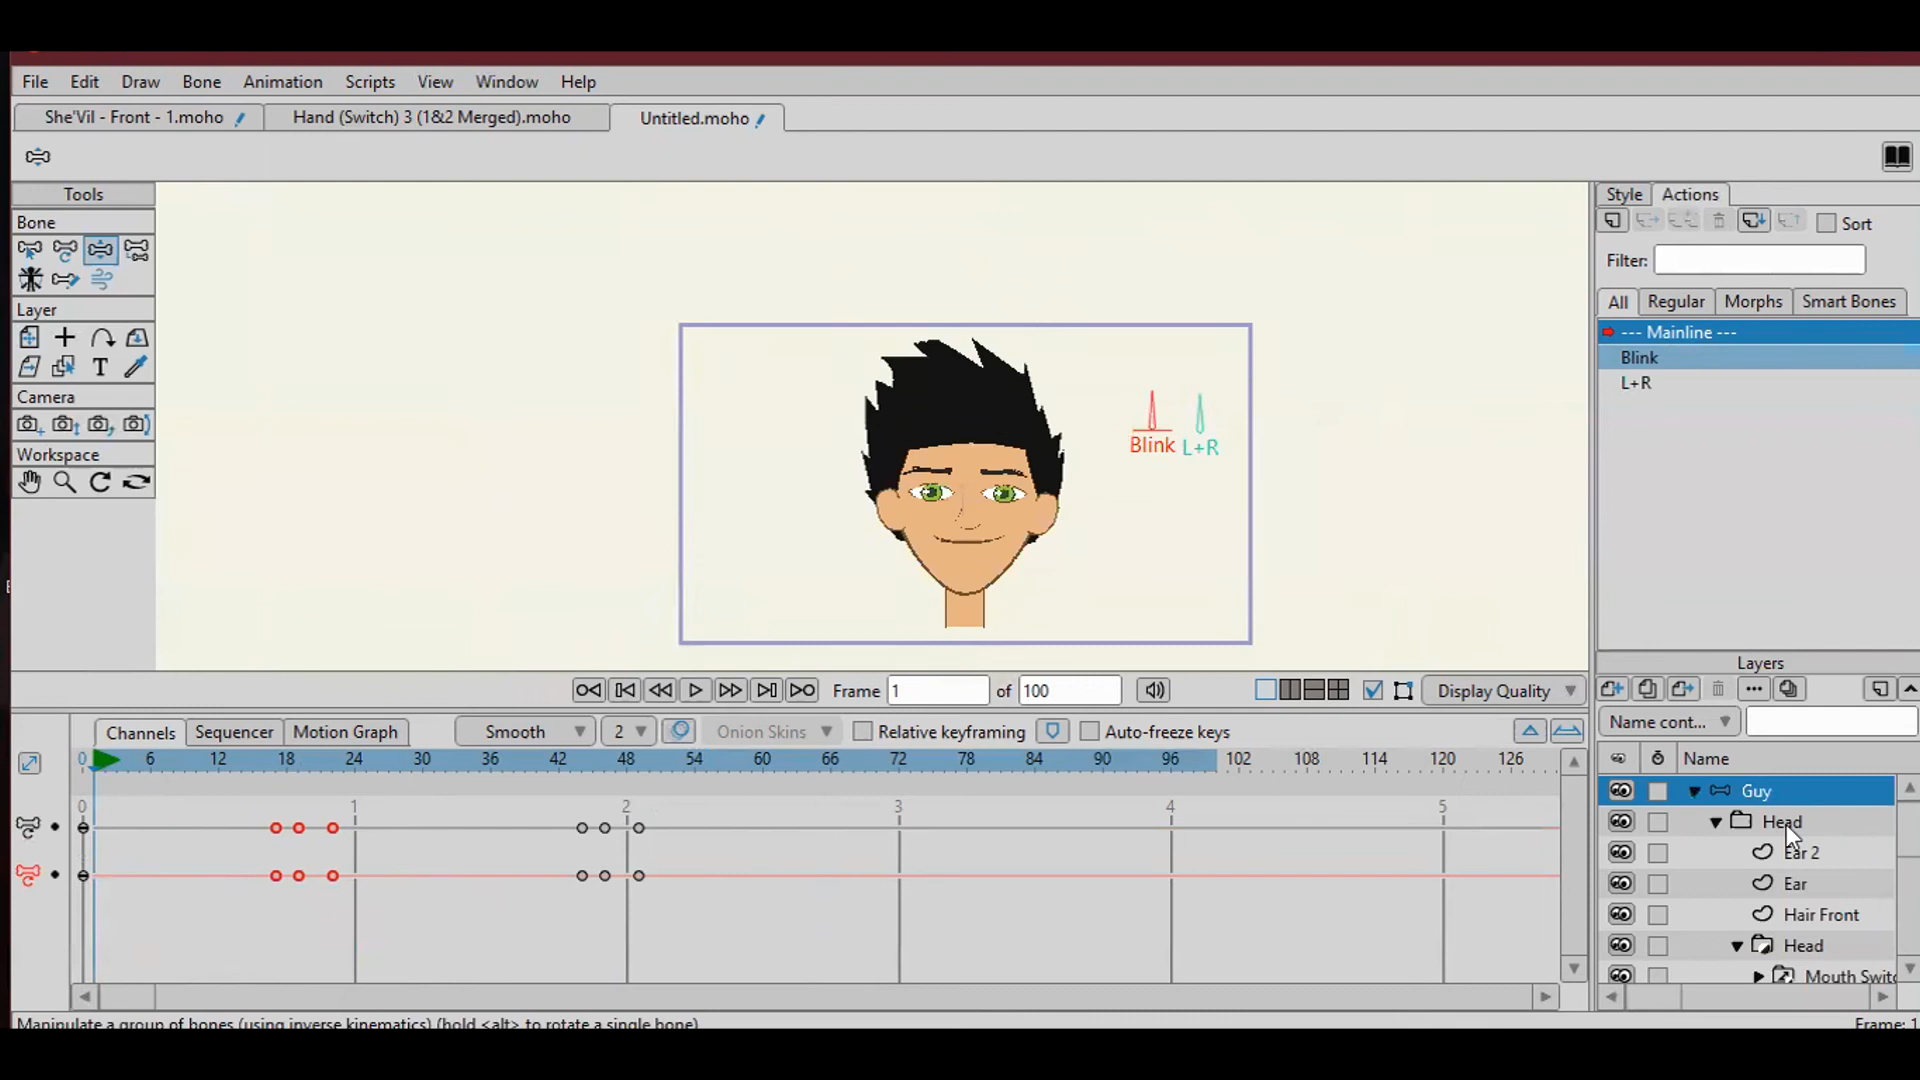 File Edit Draw Bone Animation Scripts View Window Help
She'Vil - Front - 1.moho Hand (Switch) 3 (1&2 Merged).moho Untitled.moho
Tools
Style Actions
Bone
Sort
Filter:
All Regular Morphs Smart Bones
Layer
--- Mainline ---
Blink
T
L+R
Camera
Blink L+R
Workspace
Layers
Frame 1 of 100 Display Quality
Name cont...
Channels Sequencer Motion Graph Smooth 2 Onion Skins Relative keyframing Auto-freeze keys
0 6 12 18 24 30 36 42 48 54 60 66 72 78 84 90 96 102 108 114 120 126
Name
Guy
0 1 2 3 4 5
Head
Ear 2
Ear
Hair Front
Head
Mouth Switc
Manipulate a group of bones (using inverse kinematics) (hold <alt> to rotate a single bone)
Frame: 1